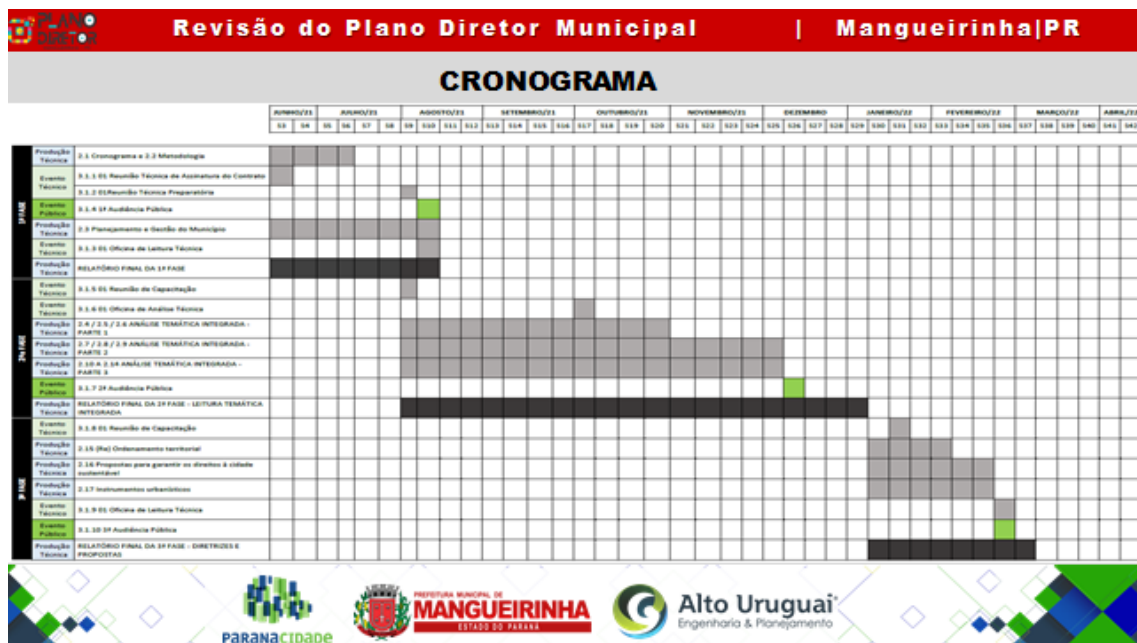 PLANO
DIRETOR
Revisão do Plano Diretor Municipal | Mangueirinha|PR
CRONOGRAMA
JUNHO/21 JULHO/21 AGOSTO/21 SETEMBRO/21 OUTUBRO/21 NOVEMBRO/21 DEZEMBRO JANEIRO/22 FEVEREIRO/22 MARÇO/22 ABRIL/22
S3 S4 S5 S6 S7 S8 S9 S10 S11 S12 S13 S14 S15 S16 S17 S18 S19 S20 S21 S22 S23 S24 S25 S26 S27 S28 S29 S30 S31 S32 S33 S34 S35 S36 S37 S38 S39 S40 S41 S42
1ª FASE
Produção Técnica 2.1 Cronograma e 2.2 Metodologia
Evento Técnico 3.1.1 01 Reunião Técnica de Assinatura do Contrato
3.1.2 01Reunião Técnica Preparatória
Evento Público 3.1.4 1ª Audiência Pública
Produção Técnica 2.3 Planejamento e Gestão do Município
Evento Técnico 3.1.3 01 Oficina de Leitura Técnica
Produção Técnica RELATÓRIO FINAL DA 1ª FASE
Evento Técnico 3.1.5 01 Reunião de Capacitação
Evento Técnico 3.1.6 01 Oficina de Análise Técnica
Produção Técnica 2.4 / 2.5 / 2.6 ANÁLISE TEMÁTICA INTEGRADA - PARTE 1
Produção Técnica 2.7 / 2.8 / 2.9 ANÁLISE TEMÁTICA INTEGRADA - PARTE 2
Produção Técnica 2.10 A 2.14 ANÁLISE TEMÁTICA INTEGRADA - PARTE 3
Evento Público 3.1.7 2ª Audiência Pública
Produção Técnica RELATÓRIO FINAL DA 2ª FASE - LEITURA TEMÁTICA INTEGRADA
3ª FASE
Evento Técnico 3.1.8 01 Reunião de Capacitação
Produção Técnica 2.15 (Re) Ordenamento territorial
Produção Técnica 2.16 Propostas para garantir os direitos à cidade sustentável
Produção Técnica 2.17 Instrumentos urbanísticos
Evento Técnico 3.1.9 01 Oficina de Leitura Técnica
Evento Público 3.1.10 3ª Audiência Pública
Produção Técnica RELATÓRIO FINAL DA 3ª FASE - DIRETRIZES E PROPOSTAS
PARANACIDADE
PREFEITURA MUNICIPAL DE
MANGUEIRINHA
ESTADO DO PARANÁ
Alto Uruguai
Engenharia & Planejamento